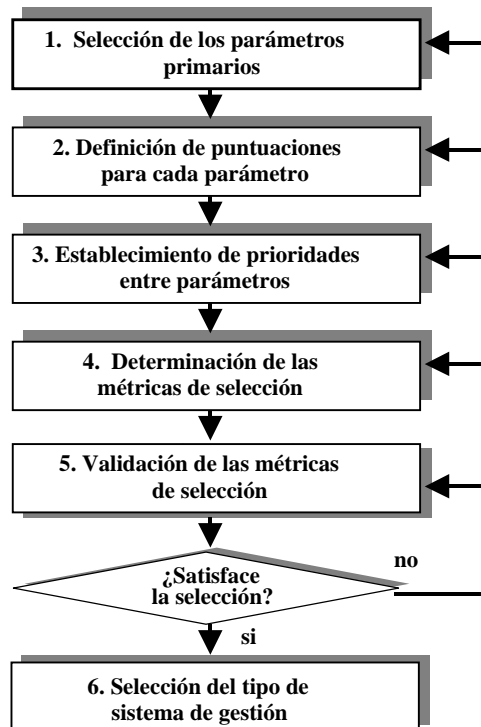 1. Selección de los parámetros
primarios
2. Definición de puntuaciones
para cada parámetro
3. Establecimiento de prioridades
entre parámetros
4. Determinación de las
métricas de selección
5. Validación de las métricas
de selección
¿Satisface
la selección?
no
si
6. Selección del tipo de
sistema de gestión